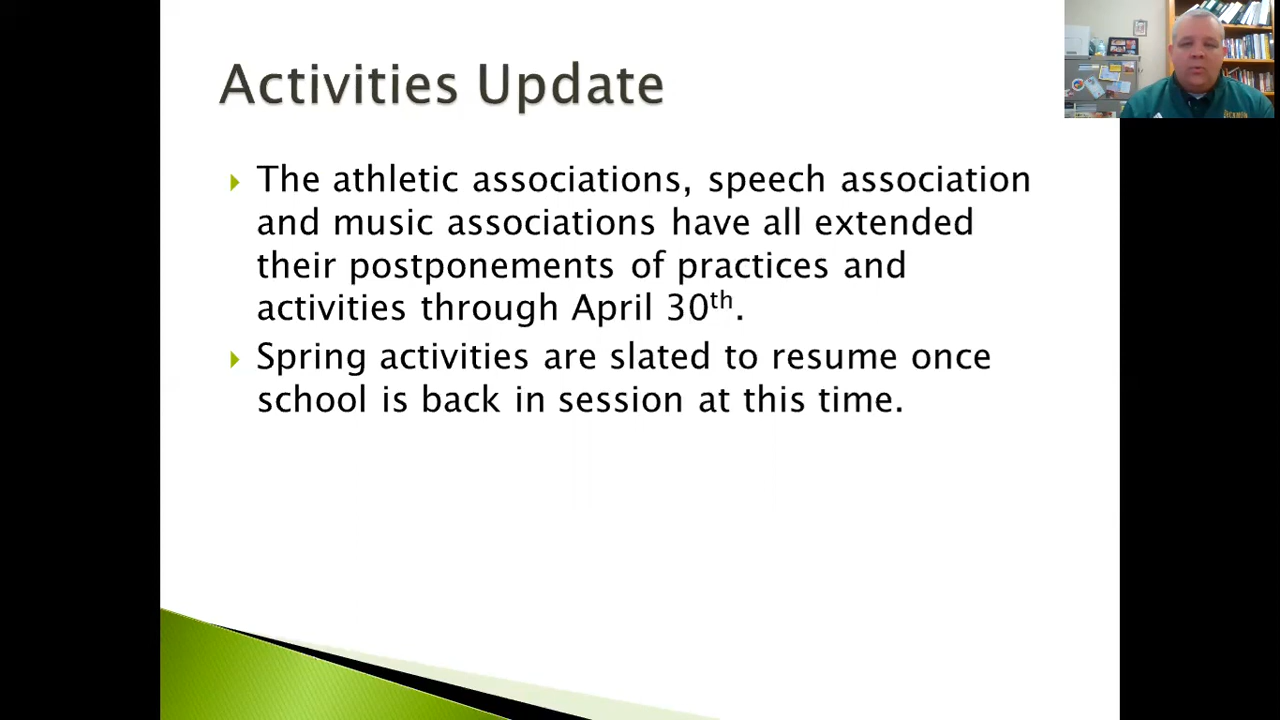 Activities Update
The athletic associations, speech association
and music associations have all extended
their postponements of practices and
activities through April 30th.
Spring activities are slated to resume once
school is back in session at this time.